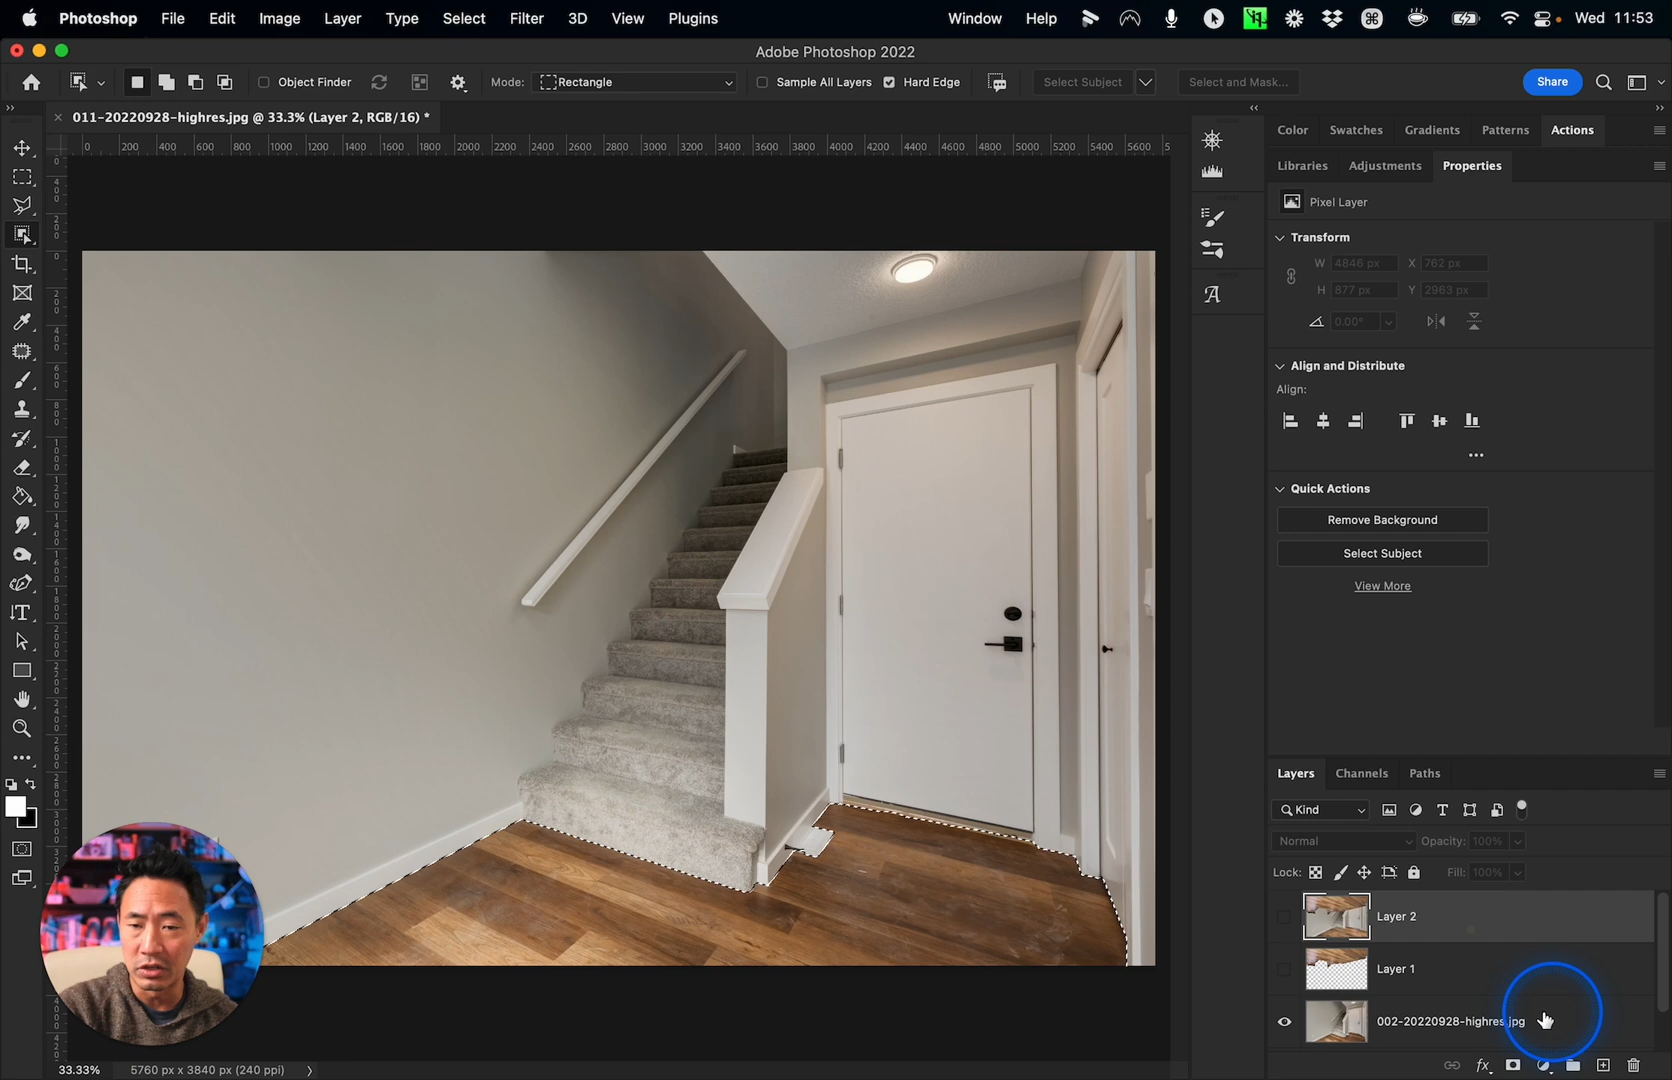 Photoshop File Edit Image Layer Type Select Filter 3D View Plugins Window Help Wed 11:53
Adobe Photoshop 2022
Object Finder Mode: Rectangle Sample All Layers Hard Edge Select Subject Select and Mask... Share
011-20220928-highres.jpg @ 33.3% (Layer 2, RGB/16) *
Color Swatches Gradients Patterns Actions
0 200 400 600 800 1000 1200 1400 1600 1800 2000 2200 2400 2600 2800 3000 3200 3400 3600 3800 4000 4200 4400 4600 4800 5000 5200 5400 5600 5
Libraries Adjustments Properties
Pixel Layer
Transform
W 4846 px X 762 px
H 877 px Y 2963 px
0.00°
Align and Distribute
Align:
Quick Actions
Remove Background
Select Subject
View More
Layers Channels Paths
Kind
Normal Opacity: 100%
Lock: Fill: 100%
Layer 2
Layer 1
002-20220928-highres.jpg
fx
33.33% 5760 px x 3840 px (240 ppi)